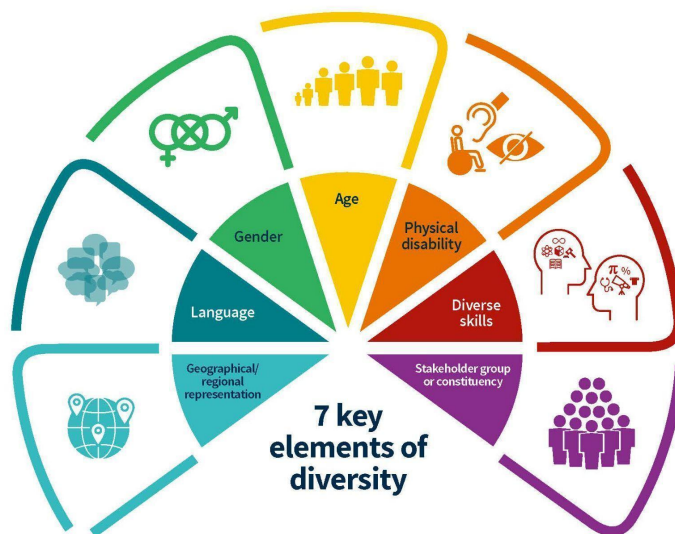 Age
Gender
Physical
disability
Language
Diverse
skills
Geographical/
regional
representation
Stakeholder group
or constituency
π %
7 key
elements of
diversity